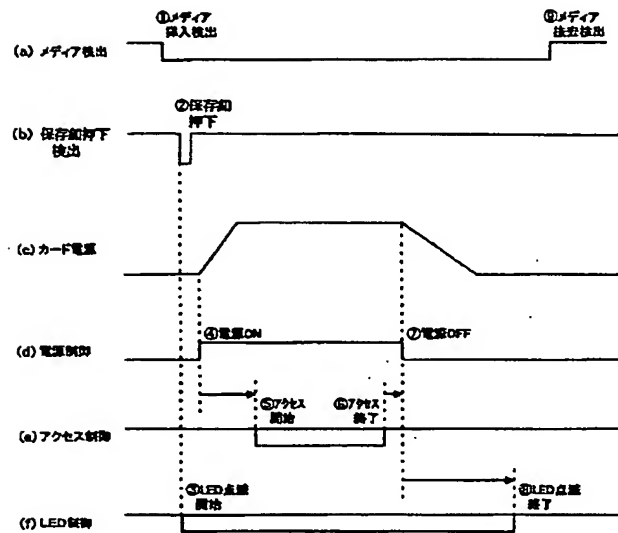 ①メディア
挿入検出
⑨メディア
抜去検出
(a) メディア検出
②保存釦
押下
(b) 保存釦押下
検出
(c) カード電源
④電源ON
⑦電源OFF
(d) 電源制御
⑤アクセス
開始
⑥アクセス
終了
(e) アクセス制御
③LED点滅
開始
⑧LED点滅
終了
(f) LED制御